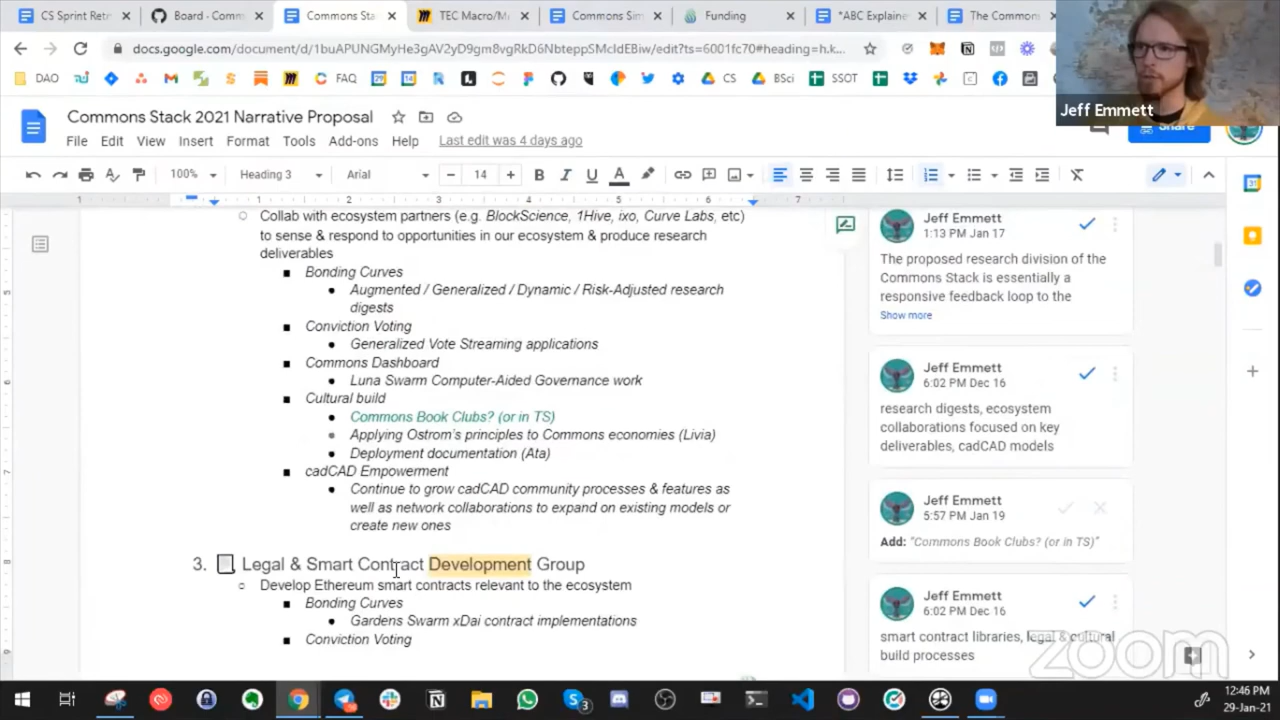 CS Sprint Retr
Board - Comm
Commons Sta
TEC Macro/M
Commons Sim
Funding
*ABC Explaine
The Commons
docs.google.com/document/d/1buAPUNGMyHe3gAV2yD9gm8vgRkD6NbteppSMcIdEBiw/edit?ts=6001fc70#heading=h.k...
DAO
FAQ
CS
BSci
SSOT
Jeff Emmett
Commons Stack 2021 Narrative Proposal
Share
File Edit View Insert Format Tools Add-ons Help Last edit was 4 days ago
100% Heading 3 Arial 14
1 1 2 3 4 5 6 7
Collab with ecosystem partners (e.g. BlockScience, 1Hive, ixo, Curve Labs, etc)
to sense & respond to opportunities in our ecosystem & produce research
deliverables
Bonding Curves
Augmented / Generalized / Dynamic / Risk-Adjusted research
digests
Conviction Voting
Generalized Vote Streaming applications
Commons Dashboard
Luna Swarm Computer-Aided Governance work
Cultural build
Commons Book Clubs? (or in TS)
Applying Ostrom's principles to Commons economies (Livia)
Deployment documentation (Ata)
cadCAD Empowerment
Continue to grow cadCAD community processes & features as
well as network collaborations to expand on existing models or
create new ones
3. Legal & Smart Contract Development Group
Develop Ethereum smart contracts relevant to the ecosystem
Bonding Curves
Gardens Swarm xDai contract implementations
Conviction Voting
Jeff Emmett
1:13 PM Jan 17
The proposed research division of the
Commons Stack is essentially a
responsive feedback loop to the
Show more
Jeff Emmett
6:02 PM Dec 16
research digests, ecosystem
collaborations focused on key
deliverables, cadCAD models
Jeff Emmett
5:57 PM Jan 19
Add: "Commons Book Clubs? (or in TS)"
Jeff Emmett
6:02 PM Dec 16
smart contract libraries, legal & cultural
build processes
zoom
12:46 PM
29-Jan-21